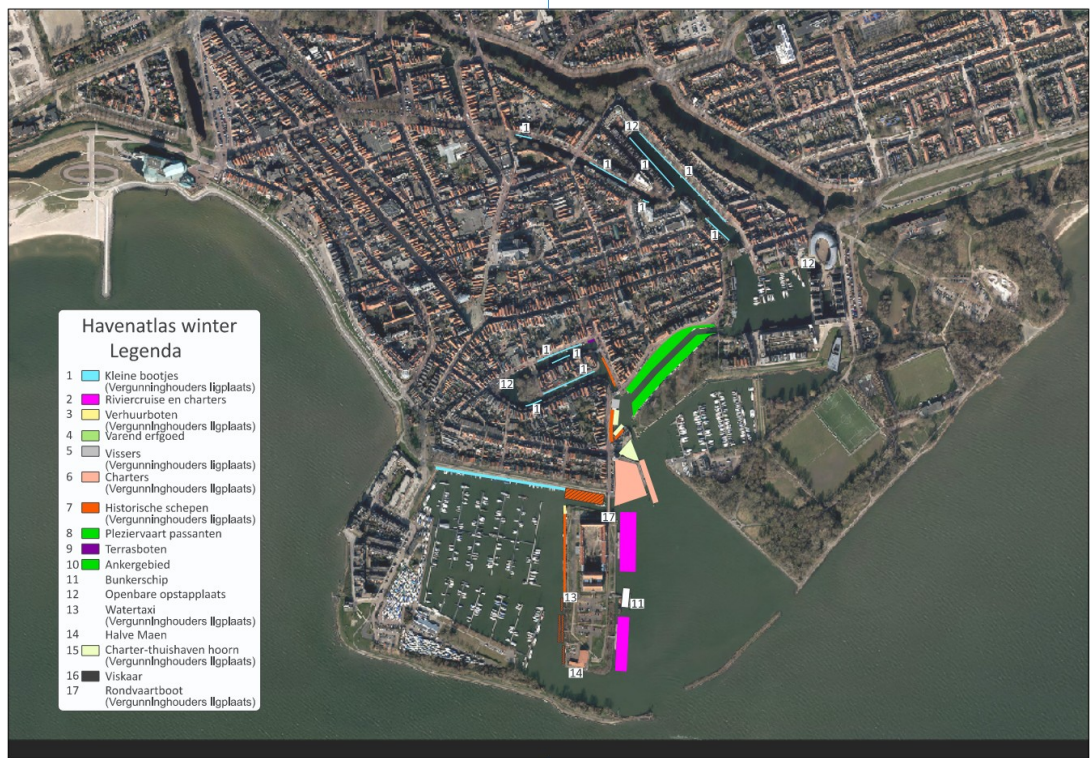 Havenatlas winter
Legenda
1 Kleine bootjes
(Vergunninghouders ligplaats)
2 Riviercruise en charters
3 Verhuurboten
(Vergunninghouders ligplaats)
4 Varend erfgoed
5 Vissers
(Vergunninghouders ligplaats)
6 Charters
(Vergunninghouders ligplaats)
7 Historische schepen
(Vergunninghouders ligplaats)
8 Pleziervaart passanten
9 Terrasboten
10 Ankergebied
11 Bunkerschip
12 Openbare opstapplaats
13 Watertaxi
(Vergunninghouders ligplaats)
14 Halve Maen
15 Charter-thuishaven hoorn
(Vergunninghouders ligplaats)
16 Viskaar
17 Rondvaartboot
(Vergunninghouders ligplaats)
1
12
1
1
1
1
1
12
1
1
1
12
1
17
13
11
14